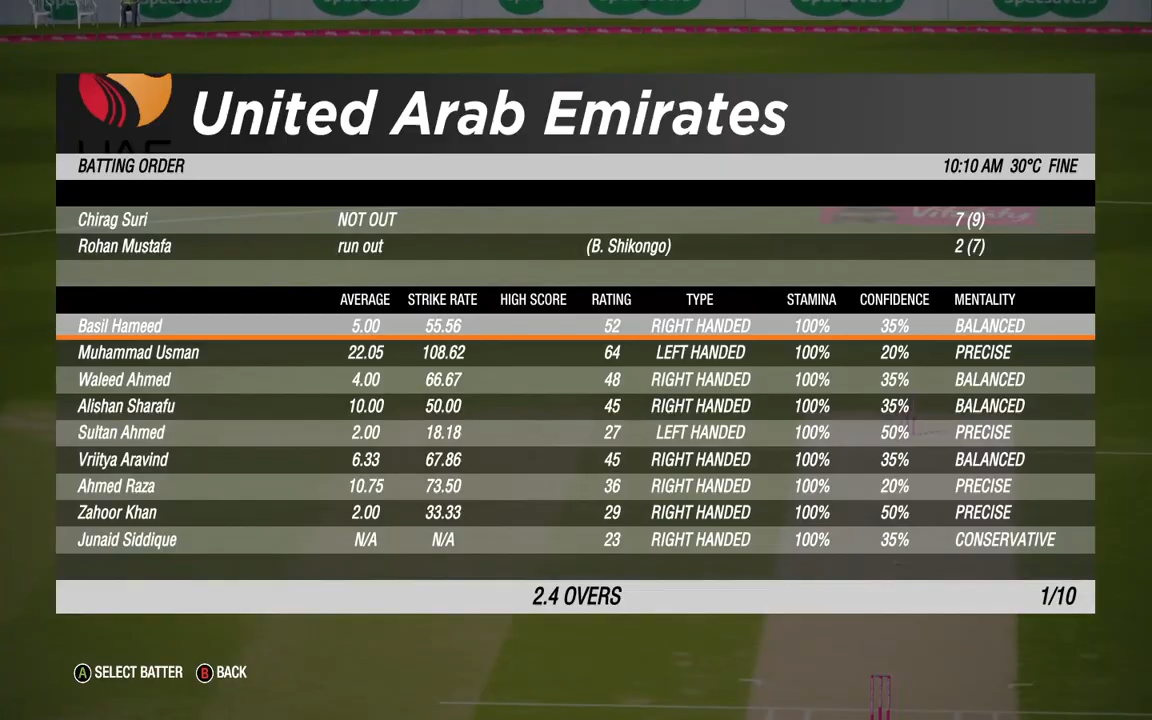 Specsavers
United Arab Emirates
UAE
BATTING ORDER 10:10 AM 30°C FINE
Vitality
Chirag Suri NOT OUT 7 (9)
Rohan Mustafa run out (B. Shikongo) 2 (7)
AVERAGE STRIKE RATE HIGH SCORE RATING TYPE STAMINA CONFIDENCE MENTALITY
Basil Hameed 5.00 55.56 52 RIGHT HANDED 100% 35% BALANCED
Muhammad Usman 22.05 108.62 64 LEFT HANDED 100% 20% PRECISE
Waleed Ahmed 4.00 66.67 48 RIGHT HANDED 100% 35% BALANCED
Alishan Sharafu 10.00 50.00 45 RIGHT HANDED 100% 35% BALANCED
Sultan Ahmed 2.00 18.18 27 LEFT HANDED 100% 50% PRECISE
Vriitya Aravind 6.33 67.86 45 RIGHT HANDED 100% 35% BALANCED
Ahmed Raza 10.75 73.50 36 RIGHT HANDED 100% 20% PRECISE
Zahoor Khan 2.00 33.33 29 RIGHT HANDED 100% 50% PRECISE
Junaid Siddique N/A N/A 23 RIGHT HANDED 100% 35% CONSERVATIVE
2.4 OVERS 1/10
A SELECT BATTER B BACK